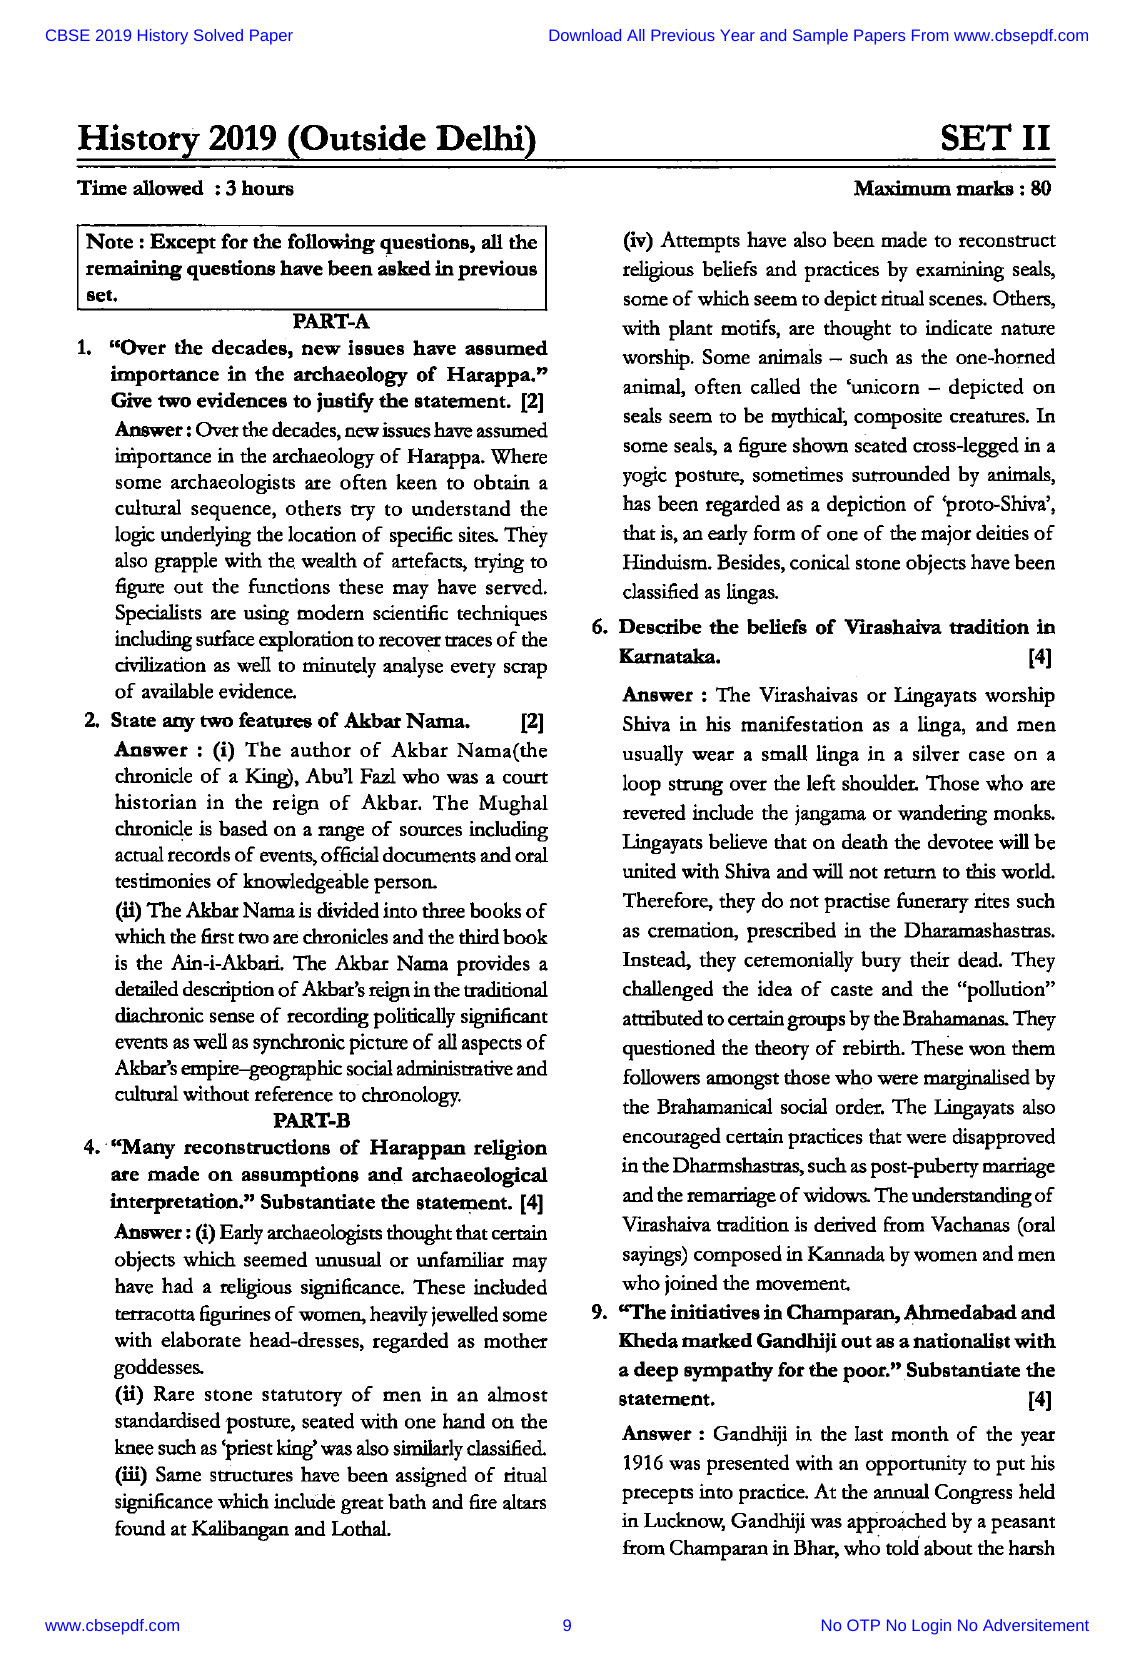 CBSE 2019 History Solved Paper
Download All Previous Year and Sample Papers From www.cbsepdf.com
History 2019 (Outside Delhi)
SET II
Time allowed : 3 hours
Maximum marks : 80
Note : Except for the following questions, all the
remaining questions have been asked in previous
set.
PART-A
1. “Over the decades, new issues have assumed
importance in the archaeology of Harappa.”
Give two evidences to justify the statement. [2]
Answer : Over the decades, new issues have assumed
importance in the archaeology of Harappa. Where
some archaeologists are often keen to obtain a
cultural sequence, others try to understand the
logic underlying the location of specific sites. They
also grapple with the wealth of artefacts, trying to
figure out the functions these may have served.
Specialists are using modern scientific techniques
including surface exploration to recover traces of the
civilization as well to minutely analyse every scrap
of available evidence.
2. State any two features of Akbar Nama. [2]
Answer : (i) The author of Akbar Nama(the
chronicle of a King), Abu’l Fazl who was a court
historian in the reign of Akbar. The Mughal
chronicle is based on a range of sources including
actual records of events, official documents and oral
testimonies of knowledgeable person.
(ii) The Akbar Nama is divided into three books of
which the first two are chronicles and the third book
is the Ain-i-Akbari. The Akbar Nama provides a
detailed description of Akbar’s reign in the traditional
diachronic sense of recording politically significant
events as well as synchronic picture of all aspects of
Akbar’s empire–geographic social administrative and
cultural without reference to chronology.
PART-B
4. “Many reconstructions of Harappan religion
are made on assumptions and archaeological
interpretation.” Substantiate the statement. [4]
Answer : (i) Early archaeologists thought that certain
objects which seemed unusual or unfamiliar may
have had a religious significance. These included
terracotta figurines of women, heavily jewelled some
with elaborate head-dresses, regarded as mother
goddesses.
(ii) Rare stone statutory of men in an almost
standardised posture, seated with one hand on the
knee such as ‘priest king’ was also similarly classified.
(iii) Same structures have been assigned of ritual
significance which include great bath and fire altars
found at Kalibangan and Lothal.
(iv) Attempts have also been made to reconstruct
religious beliefs and practices by examining seals,
some of which seem to depict ritual scenes. Others,
with plant motifs, are thought to indicate nature
worship. Some animals – such as the one-horned
animal, often called the ‘unicorn – depicted on
seals seem to be mythical, composite creatures. In
some seals, a figure shown seated cross-legged in a
yogic posture, sometimes surrounded by animals,
has been regarded as a depiction of ‘proto-Shiva’,
that is, an early form of one of the major deities of
Hinduism. Besides, conical stone objects have been
classified as lingas.
6. Describe the beliefs of Virashaiva tradition in
Karnataka. [4]
Answer : The Virashaivas or Lingayats worship
Shiva in his manifestation as a linga, and men
usually wear a small linga in a silver case on a
loop strung over the left shoulder. Those who are
revered include the jangama or wandering monks.
Lingayats believe that on death the devotee will be
united with Shiva and will not return to this world.
Therefore, they do not practise funerary rites such
as cremation, prescribed in the Dharamashastras.
Instead, they ceremonially bury their dead. They
challenged the idea of caste and the “pollution”
attributed to certain groups by the Brahamanas. They
questioned the theory of rebirth. These won them
followers amongst those who were marginalised by
the Brahamanical social order. The Lingayats also
encouraged certain practices that were disapproved
in the Dharmshastras, such as post-puberty marriage
and the remarriage of widows. The understanding of
Virashaiva tradition is derived from Vachanas (oral
sayings) composed in Kannada by women and men
who joined the movement.
9. “The initiatives in Champaran, Ahmedabad and
Kheda marked Gandhiji out as a nationalist with
a deep sympathy for the poor.” Substantiate the
statement. [4]
Answer : Gandhiji in the last month of the year
1916 was presented with an opportunity to put his
precepts into practice. At the annual Congress held
in Lucknow, Gandhiji was approached by a peasant
from Champaran in Bhar, who told about the harsh
www.cbsepdf.com
9
No OTP No Login No Adversitement